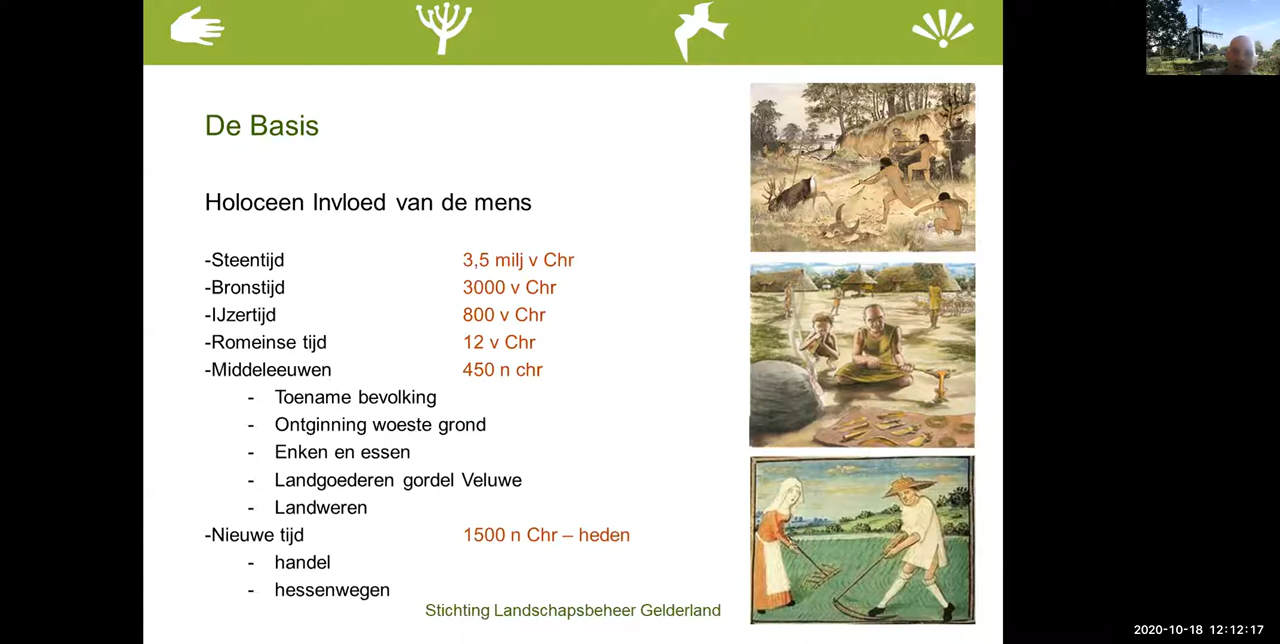 De Basis
Holoceen Invloed van de mens
-Steentijd 3,5 milj v Chr
-Bronstijd 3000 v Chr
-IJzertijd 800 v Chr
-Romeinse tijd 12 v Chr
-Middeleeuwen 450 n chr
- Toename bevolking
- Ontginning woeste grond
- Enken en essen
- Landgoederen gordel Veluwe
- Landweren
-Nieuwe tijd 1500 n Chr – heden
- handel
- hessenwegen
Stichting Landschapsbeheer Gelderland
2020-10-18 12:12:17